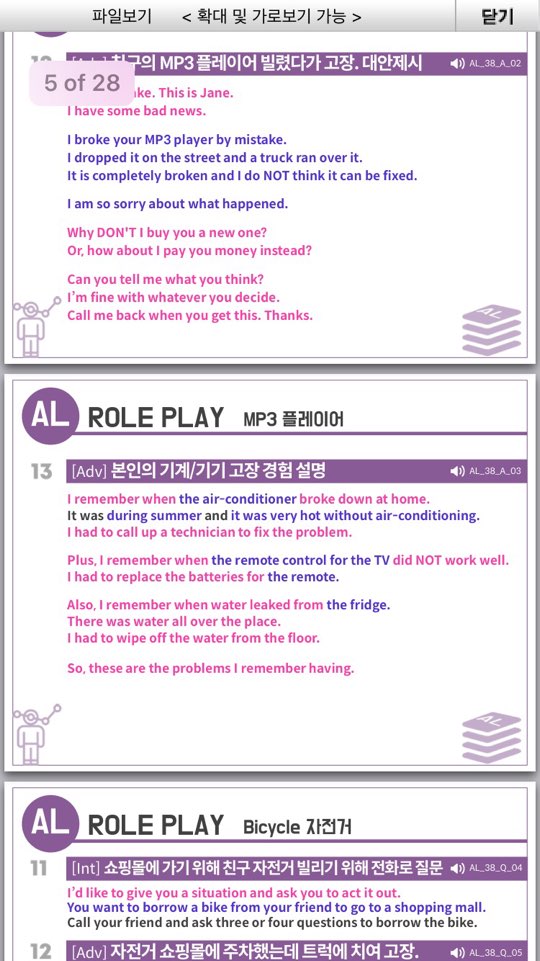 파일보기 < 확대 및 가로보기 가능 > 닫기
의 MP3 플레이어 빌렸다가 고장. 대안제시 AL_38_A_02
5 of 28
This is Jane.
I have some bad news.
I broke your MP3 player by mistake.
I dropped it on the street and a truck ran over it.
It is completely broken and I do NOT think it can be fixed.
I am so sorry about what happened.
Why DON'T I buy you a new one?
Or, how about I pay you money instead?
Can you tell me what you think?
I'm fine with whatever you decide.
Call me back when you get this. Thanks.
AL
AL ROLE PLAY MP3 플레이어
13 [Adv] 본인의 기계/기기 고장 경험 설명 AL_38_A_03
I remember when the air-conditioner broke down at home.
It was during summer and it was very hot without air-conditioning.
I had to call up a technician to fix the problem.
Plus, I remember when the remote control for the TV did NOT work well.
I had to replace the batteries for the remote.
Also, I remember when water leaked from the fridge.
There was water all over the place.
I had to wipe off the water from the floor.
So, these are the problems I remember having.
AL
AL ROLE PLAY Bicycle 자전거
11 [Int] 쇼핑몰에 가기 위해 친구 자전거 빌리기 위해 전화로 질문 AL_38_Q_04
I'd like to give you a situation and ask you to act it out.
You want to borrow a bike from your friend to go to a shopping mall.
Call your friend and ask three or four questions to borrow the bike.
12 [Adv] 자전거 쇼핑몰에 주차했는데 트럭에 치여 고장. AL_38_Q_05